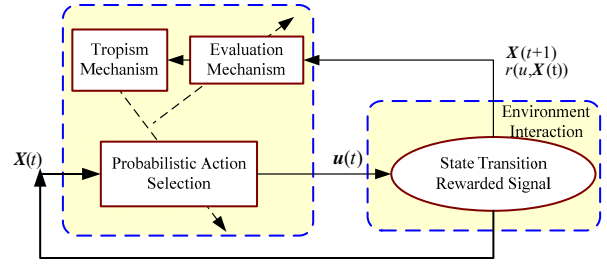 Tropism
Mechanism
Evaluation
Mechanism
X(t+1)
r(u,X(t))
Environment
Interaction
X(t)
Probabilistic Action
Selection
u(t)
State Transition
Rewarded Signal